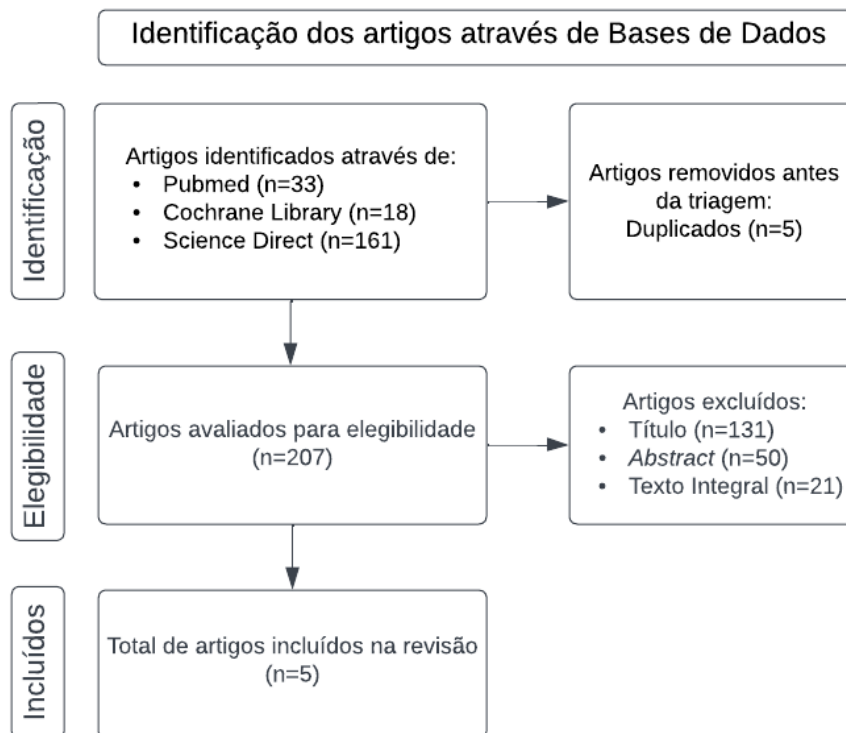 Identificação dos artigos através de Bases de Dados
Identificação
Artigos identificados através de:
• Pubmed (n=33)
• Cochrane Library (n=18)
• Science Direct (n=161)
Artigos removidos antes
da triagem:
Duplicados (n=5)
Elegibilidade
Artigos avaliados para elegibilidade
(n=207)
Artigos excluídos:
• Título (n=131)
• Abstract (n=50)
• Texto Integral (n=21)
Incluídos
Total de artigos incluídos na revisão
(n=5)